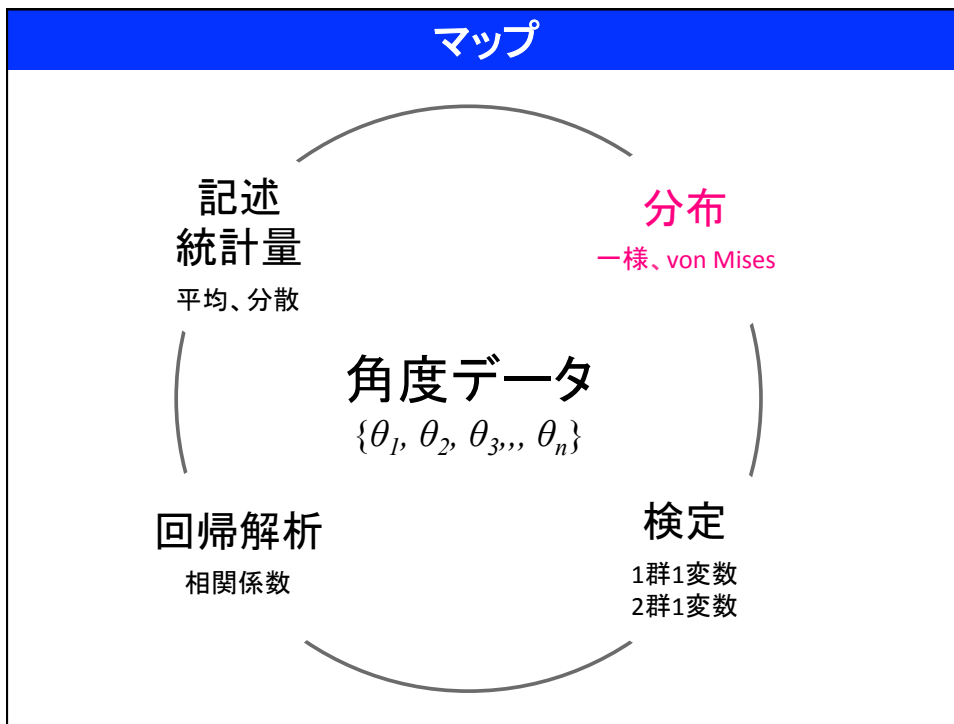 マップ
記述
統計量
平均、分散
分布
一様、von Mises
角度データ
{θ1, θ2, θ3,,, θn}
回帰解析
相関係数
検定
1群1変数
2群1変数